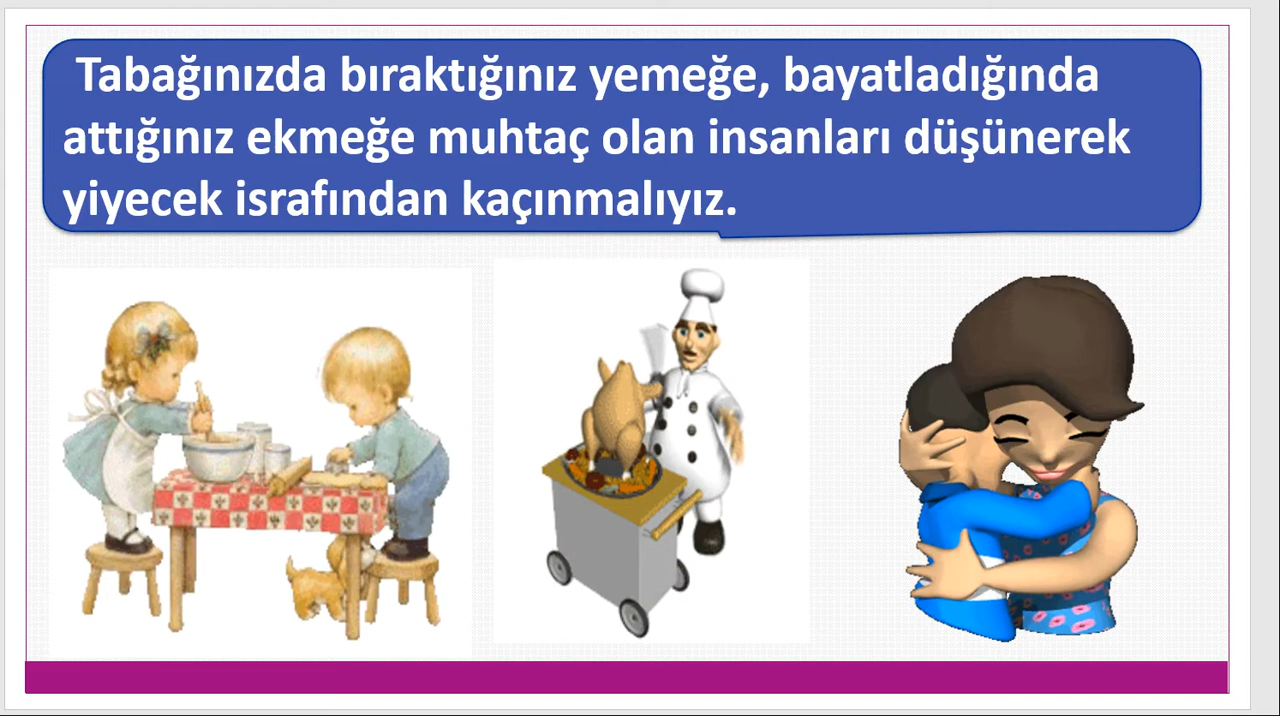 Tabağınızda bıraktığınız yemeğe, bayatladığında
attığınız ekmeğe muhtaç olan insanları düşünerek
yiyecek israfından kaçınmalıyız.